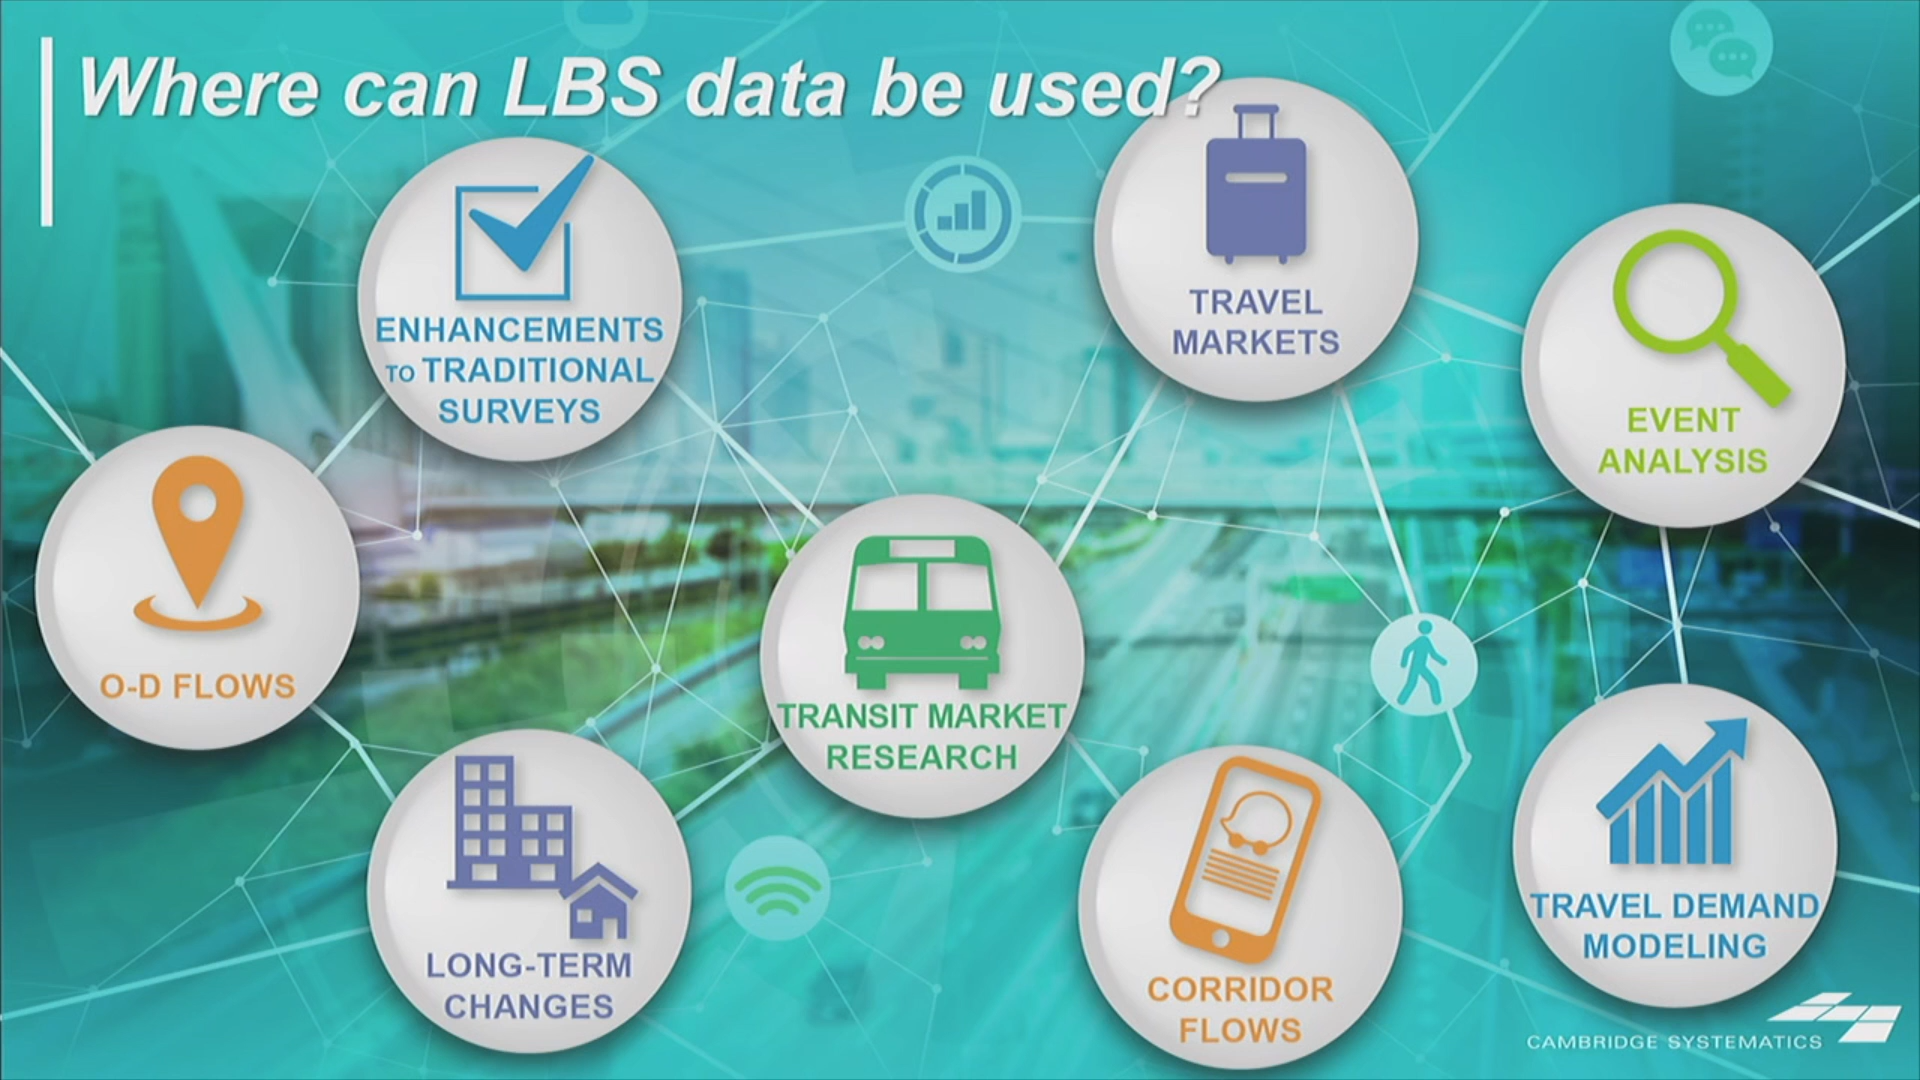 Where can LBS data be used?
ENHANCEMENTS
TO TRADITIONAL
SURVEYS
TRAVEL
MARKETS
EVENT
ANALYSIS
O-D FLOWS
TRANSIT MARKET
RESEARCH
LONG-TERM
CHANGES
CORRIDOR
FLOWS
TRAVEL DEMAND
MODELING
CAMBRIDGE SYSTEMATICS